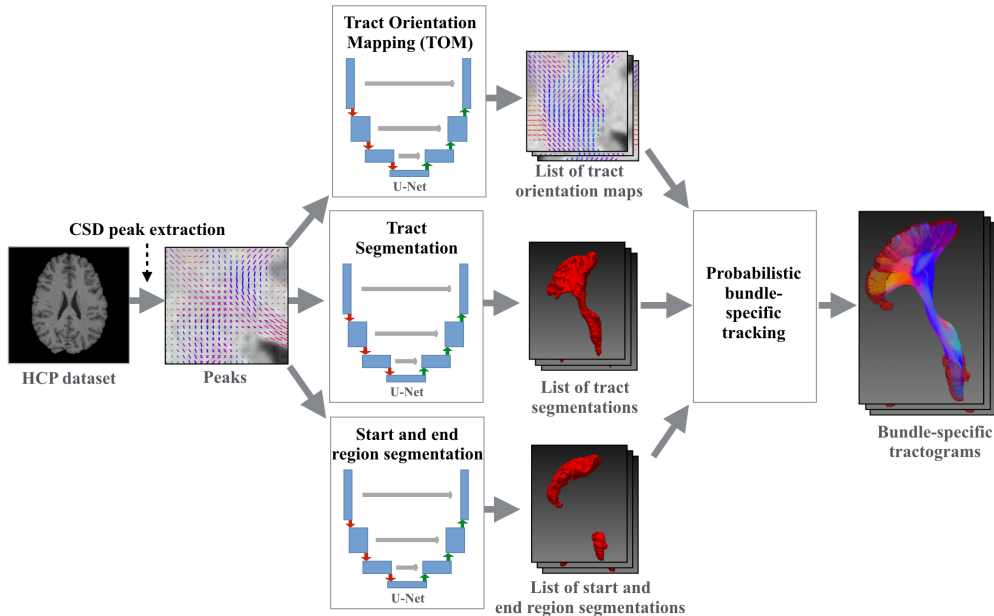 CSD peak extraction
HCP dataset
Peaks
Tract Orientation
Mapping (TOM)
U-Net
List of tract
orientation maps
Tract
Segmentation
U-Net
List of tract
segmentations
Start and end
region segmentation
U-Net
List of start and
end region segmentations
Probabilistic
bundle-
specific
tracking
Bundle-specific
tractograms